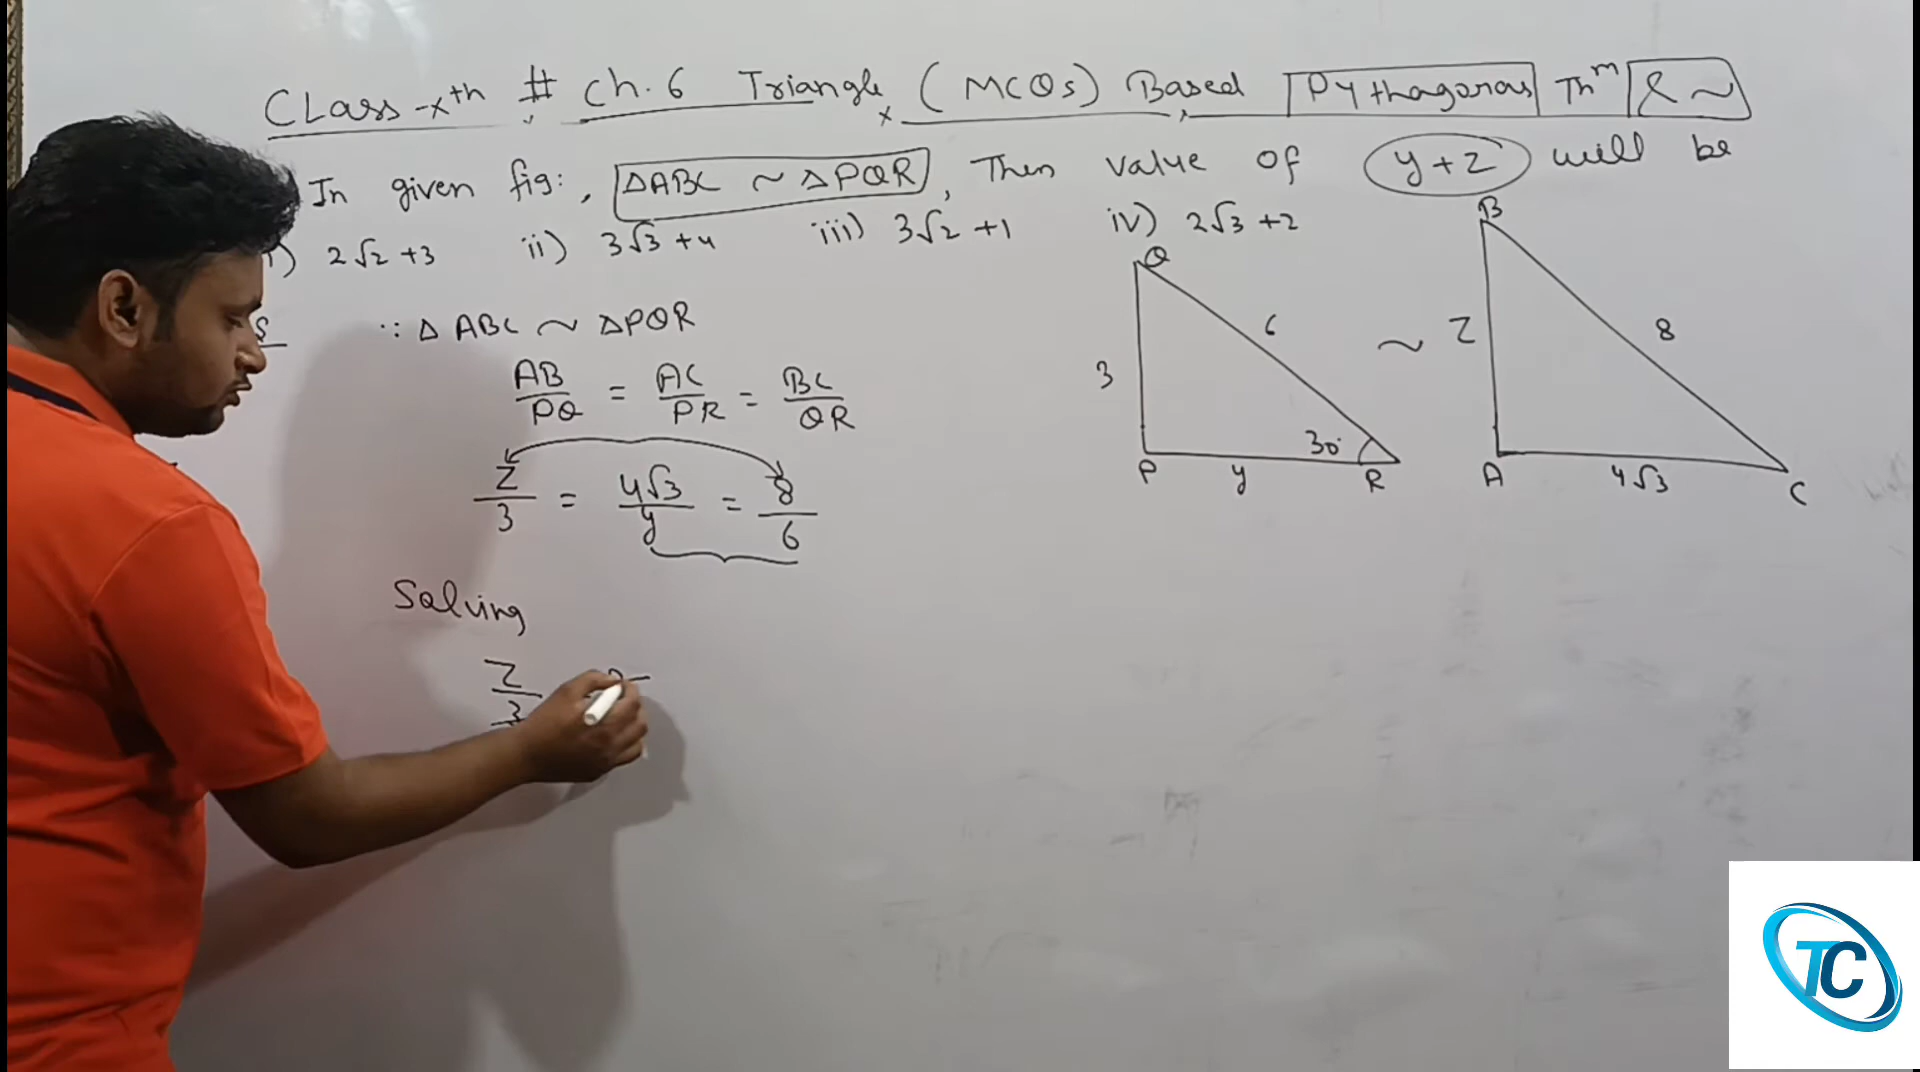 CLass -xth # ch. 6 Triangle (MCQs) Based Pythagoras Thm & ~
In given fig:, ΔABC ~ ΔPQR, Then value of y+z will be
i) 2√2 +3 ii) 3√3 +4 iii) 3√2 +1 iv) 2√3 +2
∵ Δ ABC ~ ΔPQR
AB/PQ = AC/PR = BC/QR
z/3 = 4√3/y = 8/6
Solving
z/3
Q
6
3
30°
P
y
R
~
B
z
8
A
4√3
C
TC